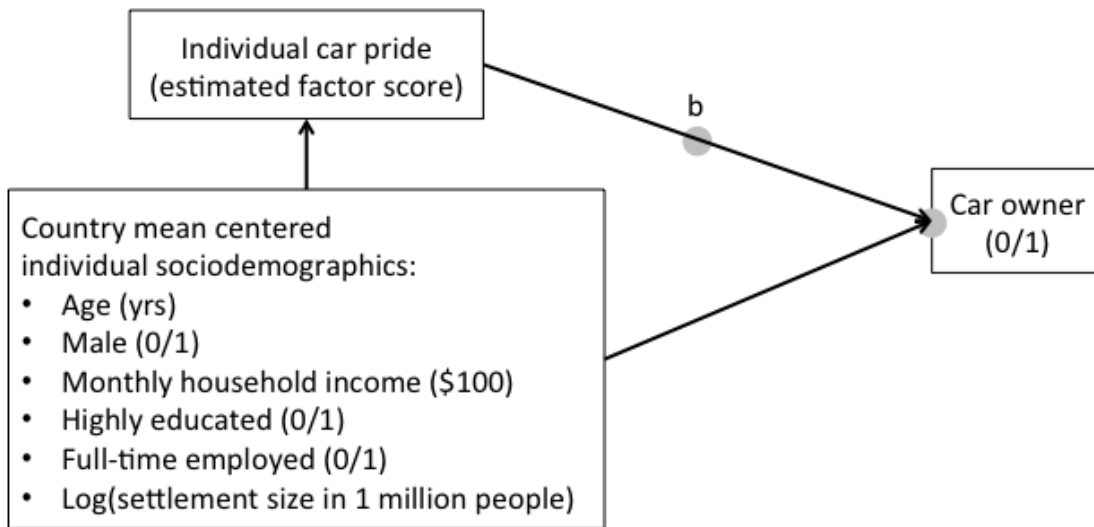 Individual car pride
(estimated factor score)
b
Car owner
(0/1)
Country mean centered
individual sociodemographics:
• Age (yrs)
• Male (0/1)
• Monthly household income ($100)
• Highly educated (0/1)
• Full-time employed (0/1)
• Log(settlement size in 1 million people)